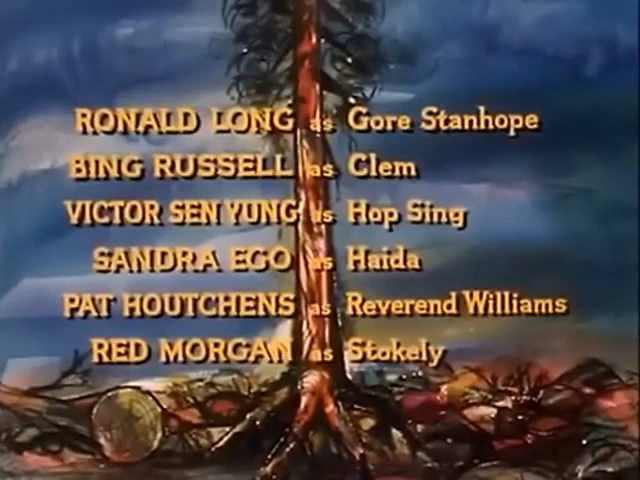 RONALD LONG as Gore Stanhope
BING RUSSELL as Clem
VICTOR SEN YUNG as Hop Sing
SANDRA EGO as Haida
PAT HOUTCHENS as Reverend Williams
RED MORGAN as Stokely